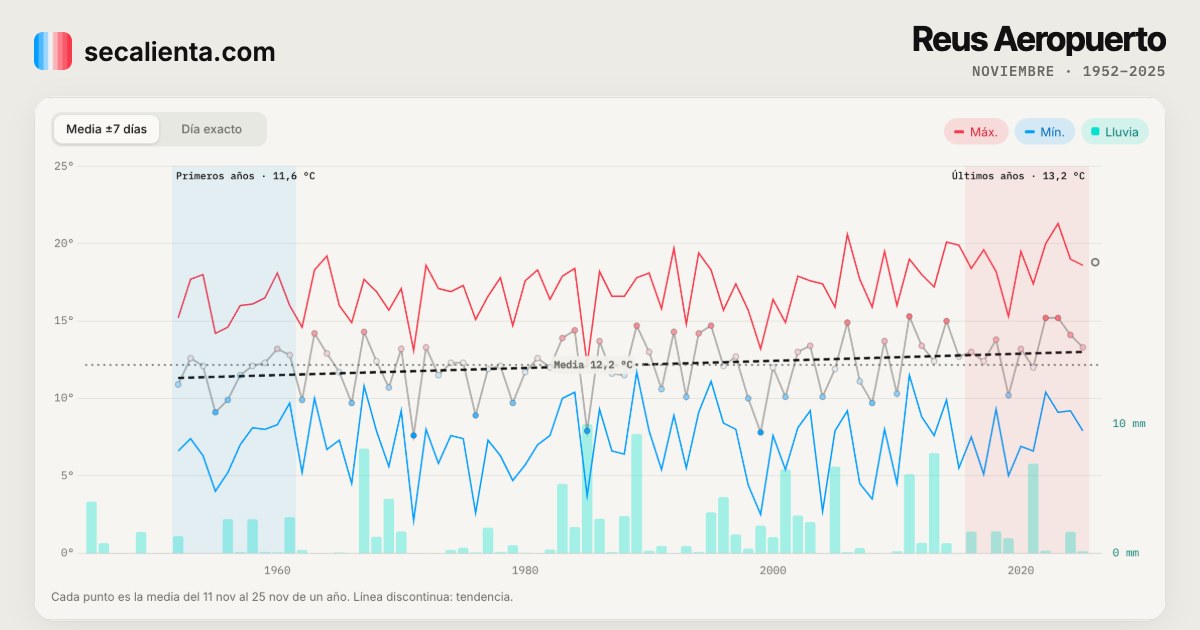 secalienta.com
Reus Aeropuerto
NOVIEMBRE · 1952–2025
Media ±7 días
Día exacto
Máx.
Mín.
Lluvia
25°
Primeros años · 11,6 °C
Últimos años · 13,2 °C
20°
15°
Media 12,2 °C
10°
10 mm
5°
0°
0 mm
1960
1980
2000
2020
Cada punto es la media del 11 nov al 25 nov de un año. Línea discontinua: tendencia.